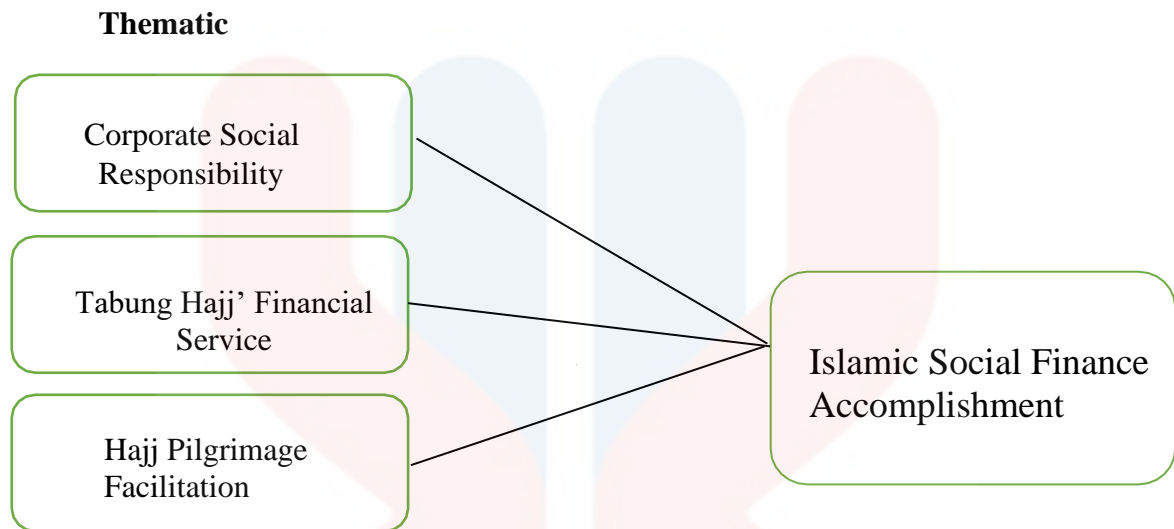 Thematic
Corporate Social
Responsibility
Tabung Hajj’ Financial
Service
Hajj Pilgrimage
Facilitation
Islamic Social Finance
Accomplishment